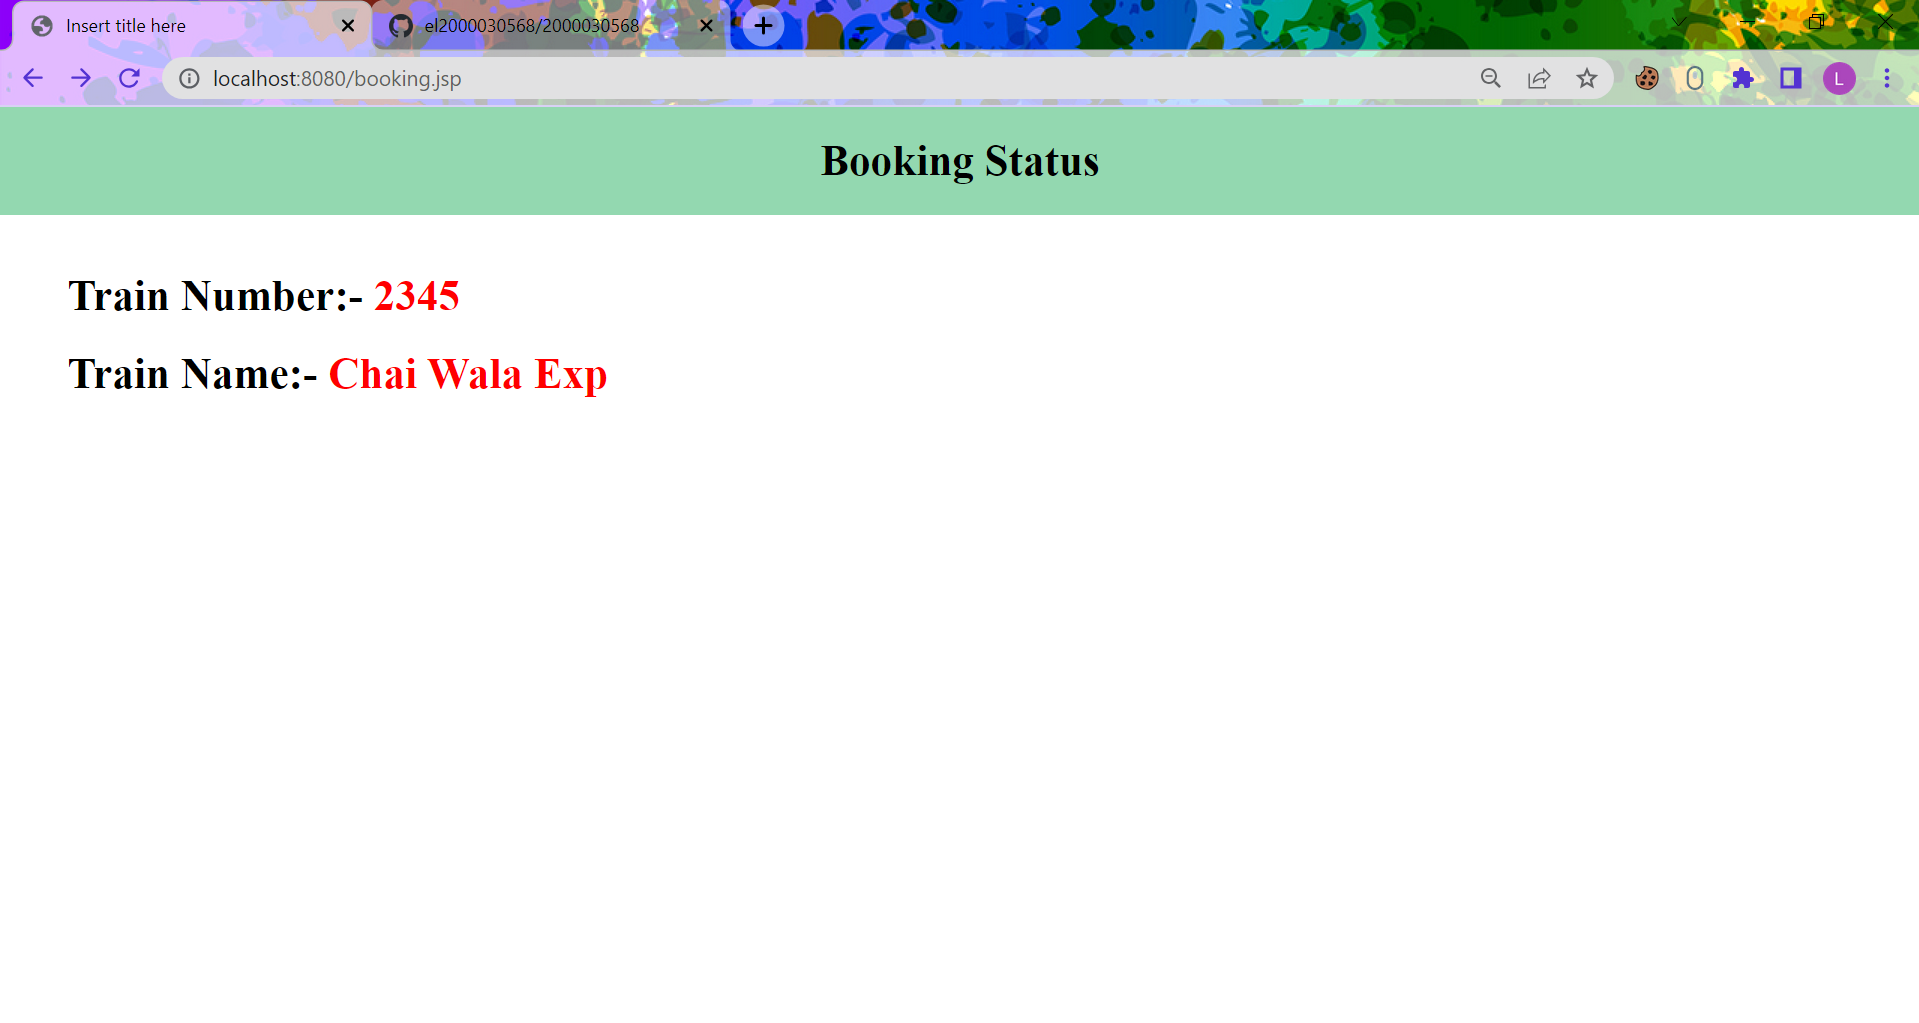 Insert title here
el2000030568/2000030568
localhost:8080/booking.jsp
L
Booking Status
Train Number:- 2345
Train Name:- Chai Wala Exp